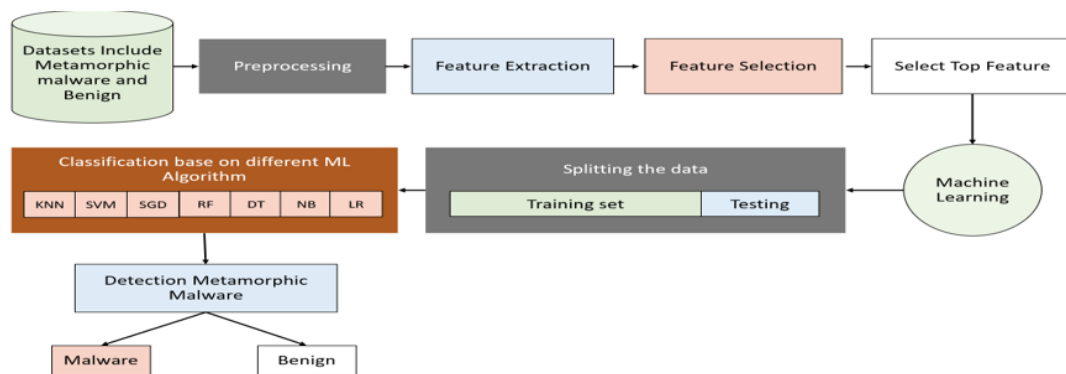 Datasets Include
Metamorphic
malware and
Benign
Preprocessing
Feature Extraction
Feature Selection
Select Top Feature
Machine
Learning
Splitting the data
Training set
Testing
Classification base on different ML
Algorithm
KNN
SVM
SGD
RF
DT
NB
LR
Detection Metamorphic
Malware
Malware
Benign